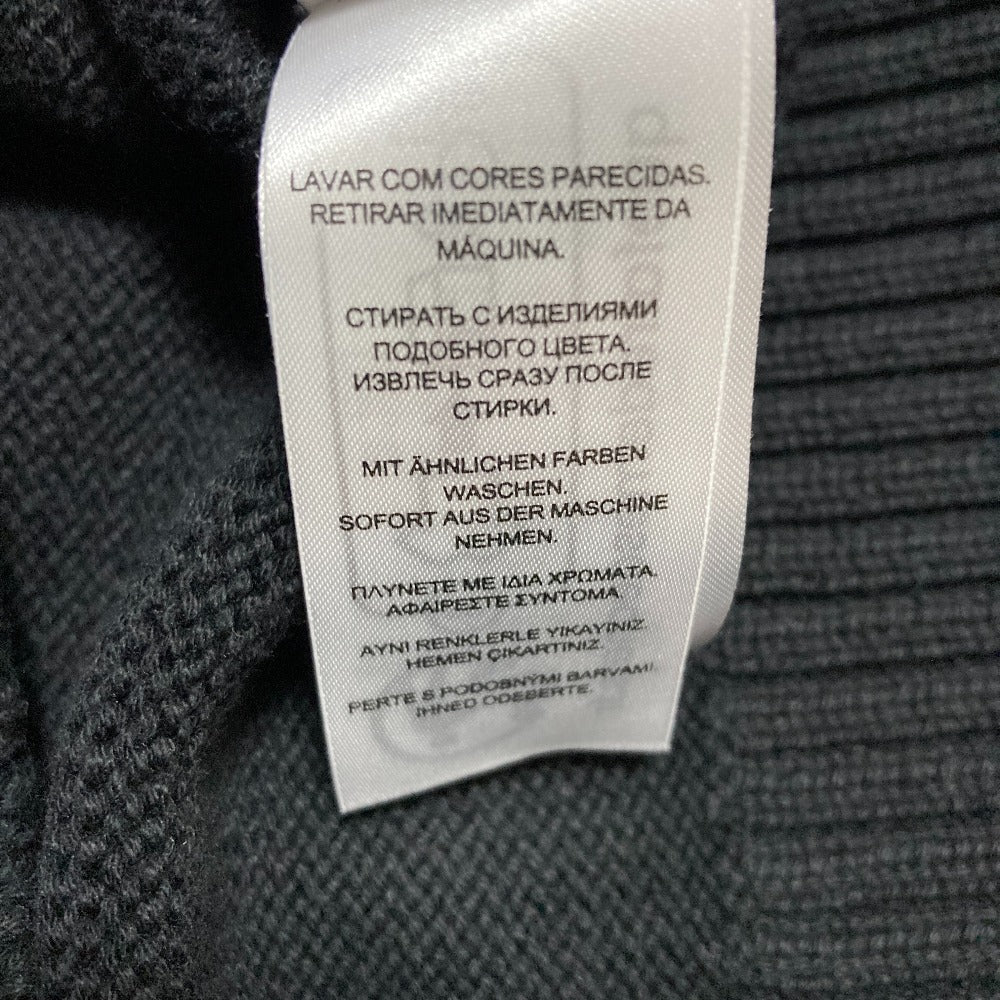 LAVAR COM CORES PARECIDAS.
RETIRAR IMEDIATAMENTE DA
MÁQUINA.
СТИРАТЬ С ИЗДЕЛИЯМИ
ПОДОБНОГО ЦВЕТА.
ИЗВЛЕЧЬ СРАЗУ ПОСЛЕ
СТИРКИ.
MIT ÄHNLICHEN FARBEN
WASCHEN.
SOFORT AUS DER MASCHINE
NEHMEN.
ΠΛΥΝΕΤΕ ΜΕ ΙΔΙΑ ΧΡΩΜΑΤΑ.
ΑΦΑΙΡΕΣΤΕ ΣΥΝΤΟΜΑ
AYNI RENKLERLE YIKAYINIZ.
HEMEN ÇIKARTINIZ.
PERTE S PODOBNÝMI BARVAMI.
IHNED ODEBERTE.